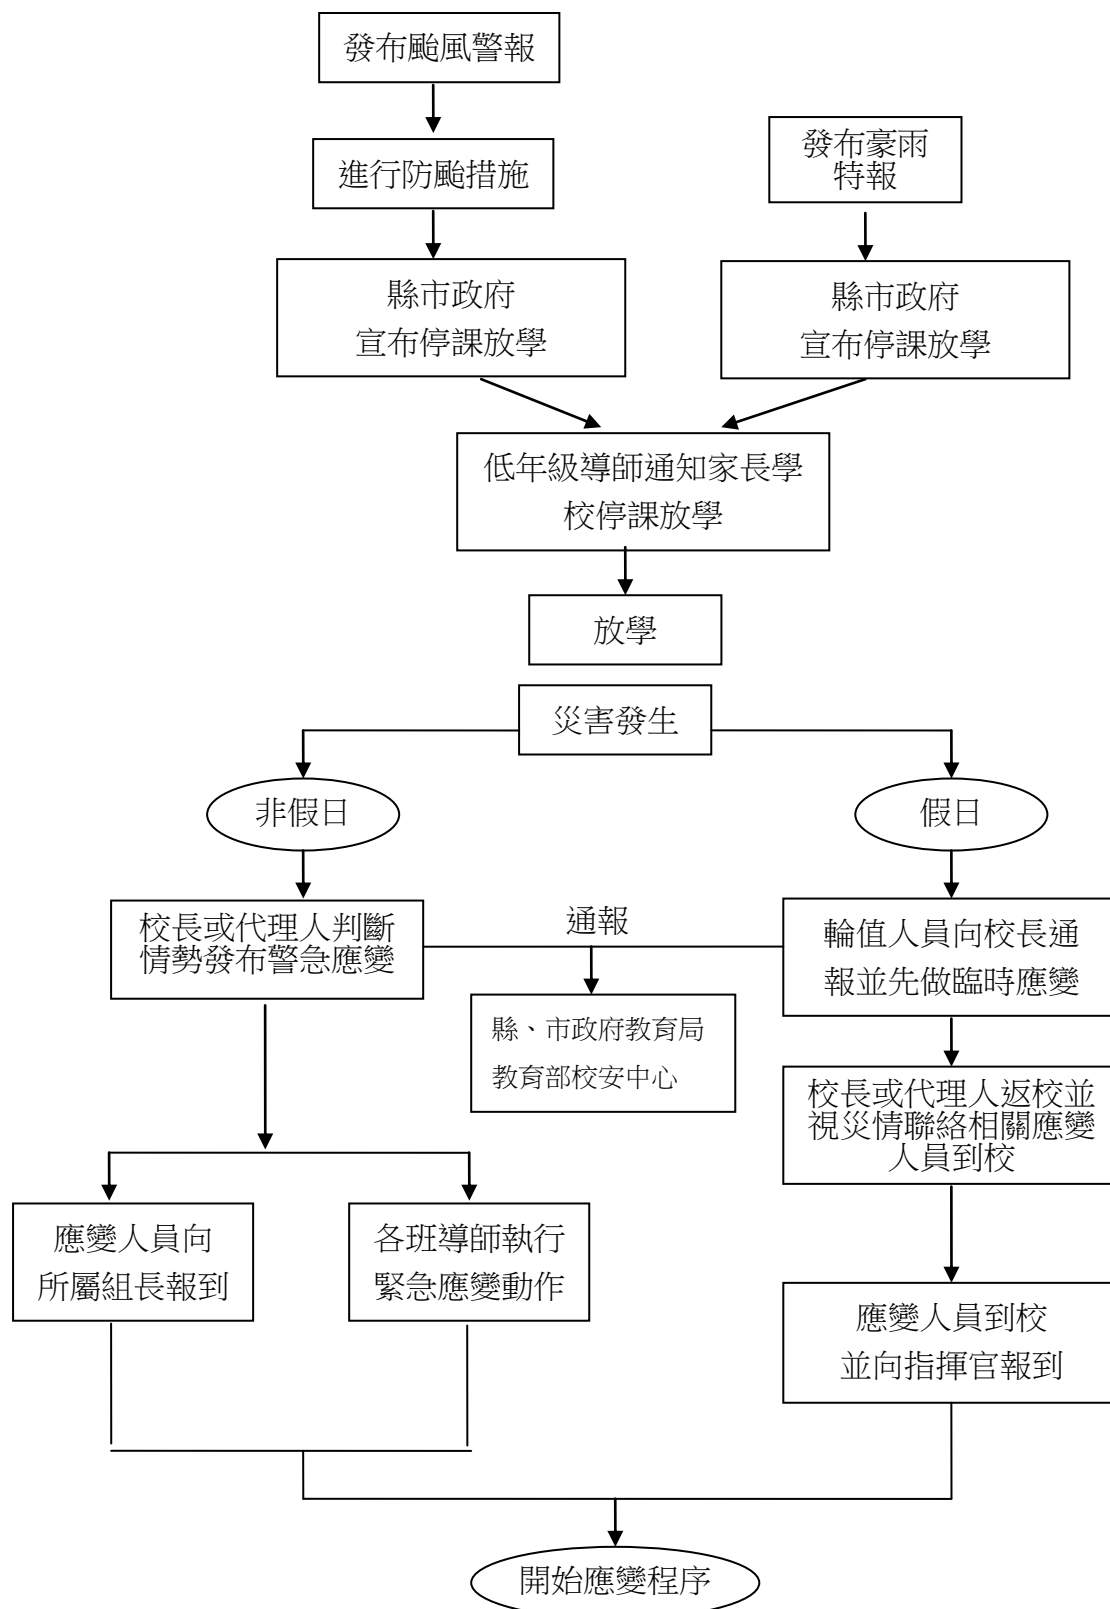 發布颱風警報
進行防颱措施
發布豪雨
特報
縣市政府
宣布停課放學
縣市政府
宣布停課放學
低年級導師通知家長學
校停課放學
放學
災害發生
非假日
假日
校長或代理人判斷
情勢發布警急應變
通報
輪值人員向校長通
報並先做臨時應變
縣、市政府教育局
教育部校安中心
校長或代理人返校並
視災情聯絡相關應變
人員到校
應變人員向
所屬組長報到
各班導師執行
緊急應變動作
應變人員到校
並向指揮官報到
開始應變程序